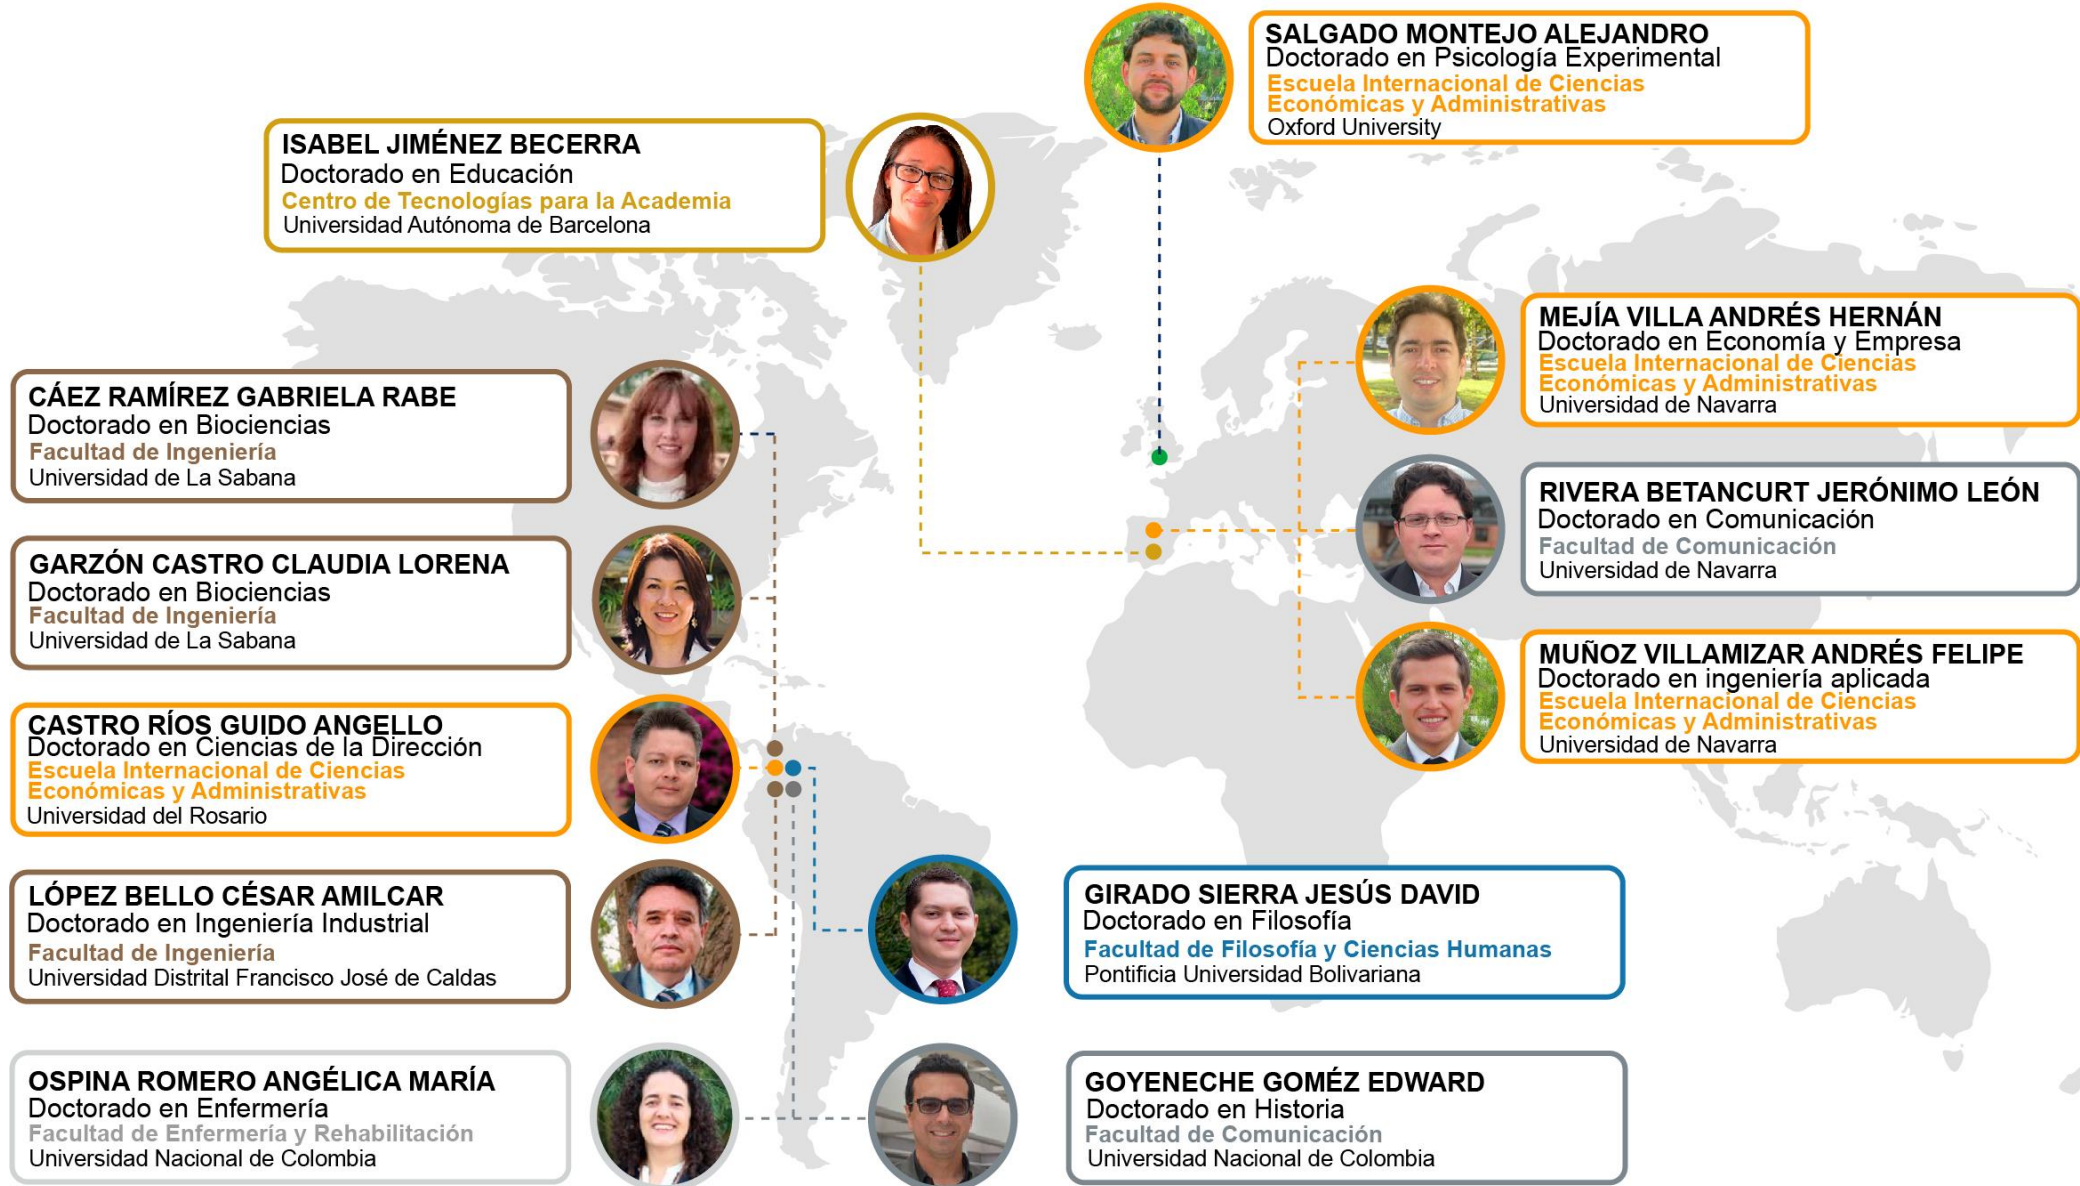 SALGADO MONTEJO ALEJANDRO
Doctorado en Psicología Experimental
Escuela Internacional de Ciencias
Económicas y Administrativas
Oxford University
ISABEL JIMÉNEZ BECERRA
Doctorado en Educación
Centro de Tecnologías para la Academia
Universidad Autónoma de Barcelona
MEJÍA VILLA ANDRÉS HERNÁN
Doctorado en Economía y Empresa
Escuela Internacional de Ciencias
Económicas y Administrativas
Universidad de Navarra
CÁEZ RAMÍREZ GABRIELA RABE
Doctorado en Biociencias
Facultad de Ingeniería
Universidad de La Sabana
RIVERA BETANCURT JERÓNIMO LEÓN
Doctorado en Comunicación
Facultad de Comunicación
Universidad de Navarra
GARZÓN CASTRO CLAUDIA LORENA
Doctorado en Biociencias
Facultad de Ingeniería
Universidad de La Sabana
MUÑOZ VILLAMIZAR ANDRÉS FELIPE
Doctorado en ingeniería aplicada
Escuela Internacional de Ciencias
Económicas y Administrativas
Universidad de Navarra
CASTRO RÍOS GUIDO ANGELLO
Doctorado en Ciencias de la Dirección
Escuela Internacional de Ciencias
Económicas y Administrativas
Universidad del Rosario
LÓPEZ BELLO CÉSAR AMILCAR
Doctorado en Ingeniería Industrial
Facultad de Ingeniería
Universidad Distrital Francisco José de Caldas
GIRADO SIERRA JESÚS DAVID
Doctorado en Filosofía
Facultad de Filosofía y Ciencias Humanas
Pontificia Universidad Bolivariana
OSPINA ROMERO ANGÉLICA MARÍA
Doctorado en Enfermería
Facultad de Enfermería y Rehabilitación
Universidad Nacional de Colombia
GOYENECHE GOMÉZ EDWARD
Doctorado en Historia
Facultad de Comunicación
Universidad Nacional de Colombia